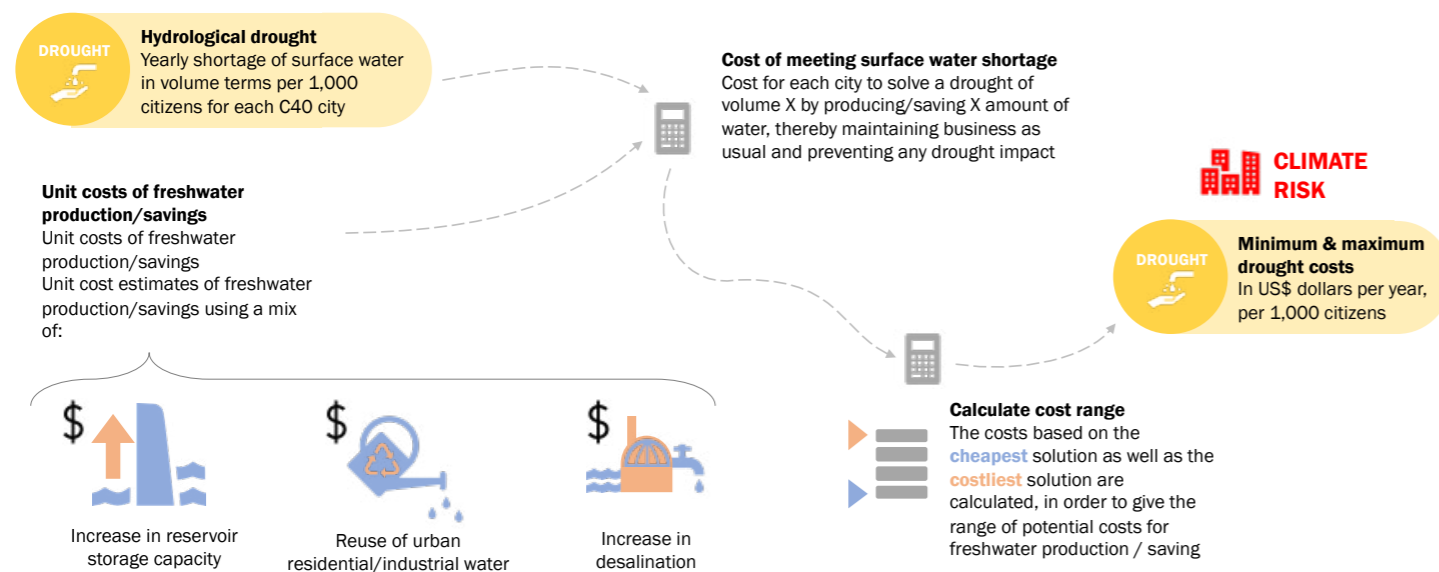 DROUGHT
Hydrological drought
Yearly shortage of surface water
in volume terms per 1,000
citizens for each C40 city
Cost of meeting surface water shortage
Cost for each city to solve a drought of
volume X by producing/saving X amount of
water, thereby maintaining business as
usual and preventing any drought impact
Unit costs of freshwater
production/savings
Unit costs of freshwater
production/savings
Unit cost estimates of freshwater
production/savings using a mix
of:
CLIMATE
RISK
DROUGHT
Minimum & maximum
drought costs
In US$ dollars per year,
per 1,000 citizens
$
Increase in reservoir
storage capacity
$
Reuse of urban
residential/industrial water
$
Increase in
desalination
Calculate cost range
The costs based on the
cheapest solution as well as the
costliest solution are
calculated, in order to give the
range of potential costs for
freshwater production / saving